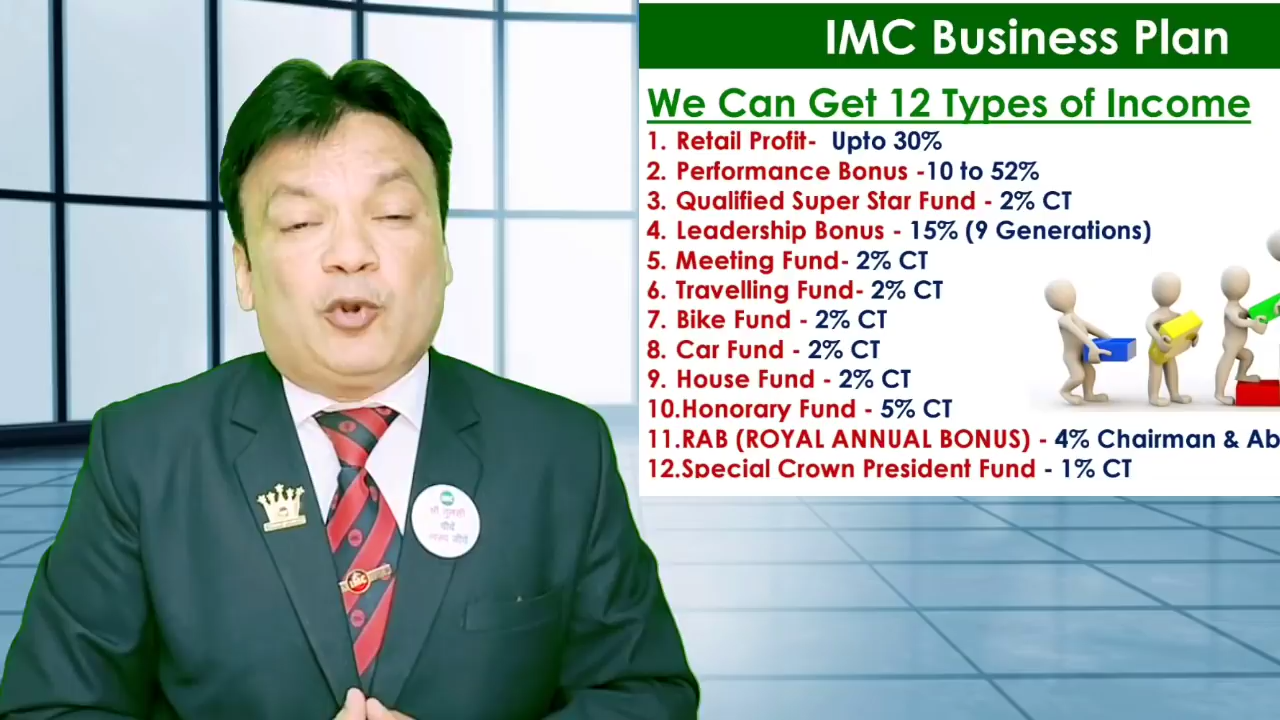 IMC Business Plan
We Can Get 12 Types of Income
1. Retail Profit- Upto 30%
2. Performance Bonus -10 to 52%
3. Qualified Super Star Fund - 2% CT
4. Leadership Bonus - 15% (9 Generations)
5. Meeting Fund- 2% CT
6. Travelling Fund- 2% CT
7. Bike Fund - 2% CT
8. Car Fund - 2% CT
9. House Fund - 2% CT
10.Honorary Fund - 5% CT
11.RAB (ROYAL ANNUAL BONUS) - 4% Chairman & Ab
12.Special Crown President Fund - 1% CT
IMC
श्री तुलसी
पीयें
IMC